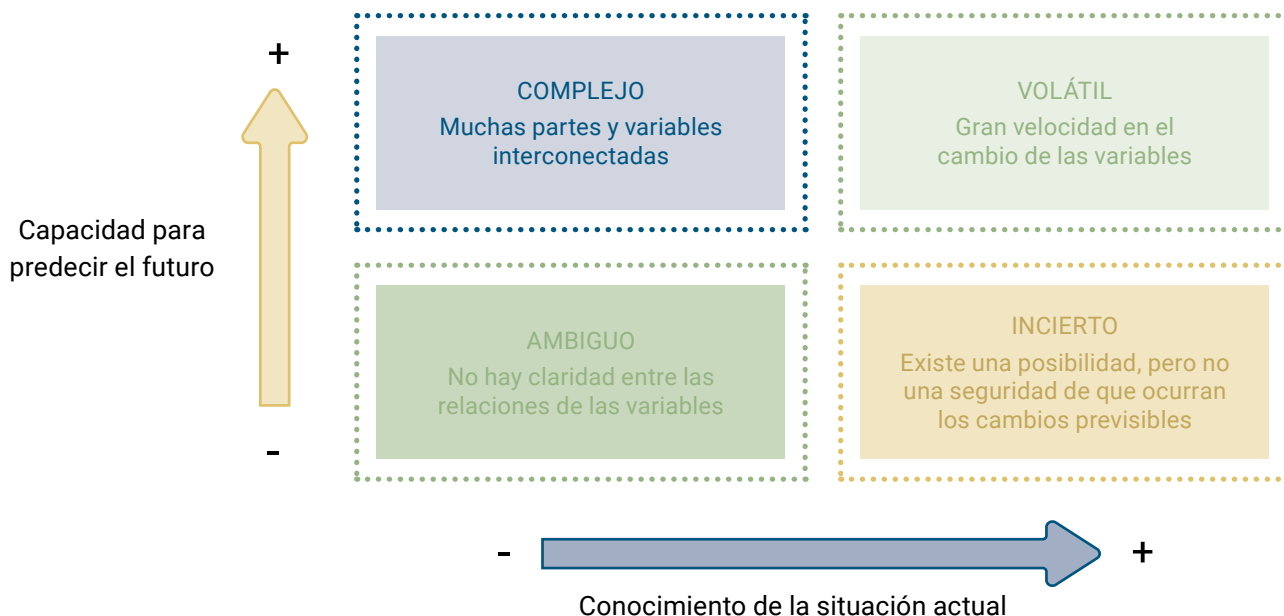 +
Capacidad para
predecir el futuro
-
COMPLEJO
Muchas partes y variables
interconectadas
VOLÁTIL
Gran velocidad en el
cambio de las variables
AMBIGUO
No hay claridad entre las
relaciones de las variables
INCIERTO
Existe una posibilidad, pero no
una seguridad de que ocurran
los cambios previsibles
-
+
Conocimiento de la situación actual